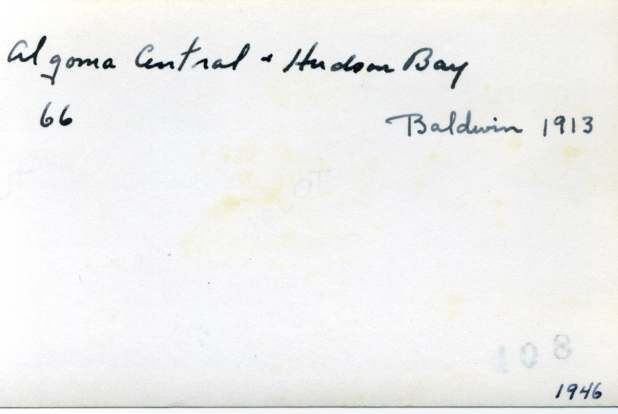 Algoma Central & Hudson Bay
66
Baldwin 1913
108
1946